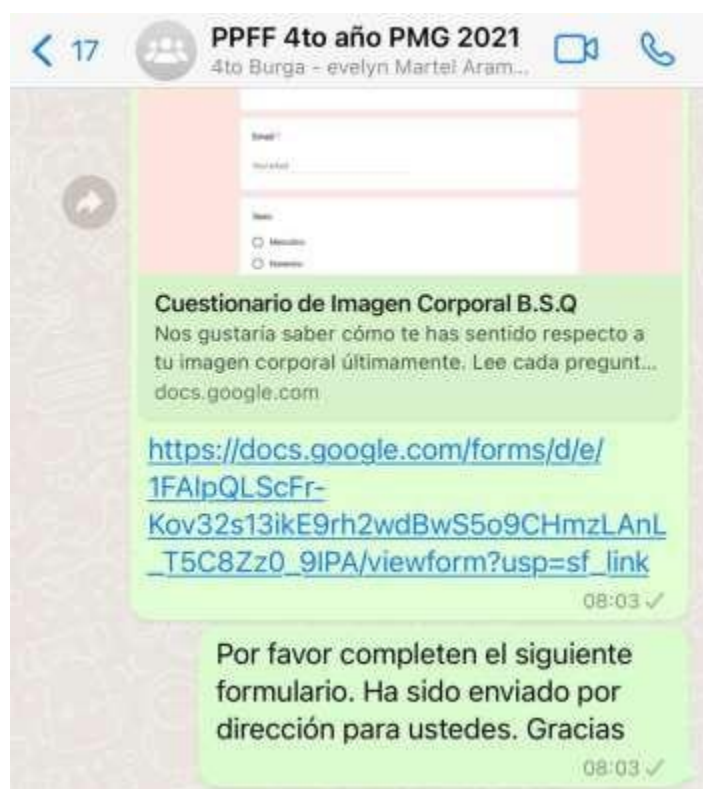 17
PPFF 4to año PMG 2021
4to Burga - evelyn Martel Aram...
Email *
Sexo
Masculino
Femenino
Cuestionario de Imagen Corporal B.S.Q
Nos gustaría saber cómo te has sentido respecto a
tu imagen corporal últimamente. Lee cada pregunt...
docs.google.com
https://docs.google.com/forms/d/e/
1FAIpQLScFr-
Kov32s13ikE9rh2wdBwS5o9CHmzLAnL
_T5C8Zz0_9IPA/viewform?usp=sf_link
08:03
Por favor completen el siguiente
formulario. Ha sido enviado por
dirección para ustedes. Gracias
08:03